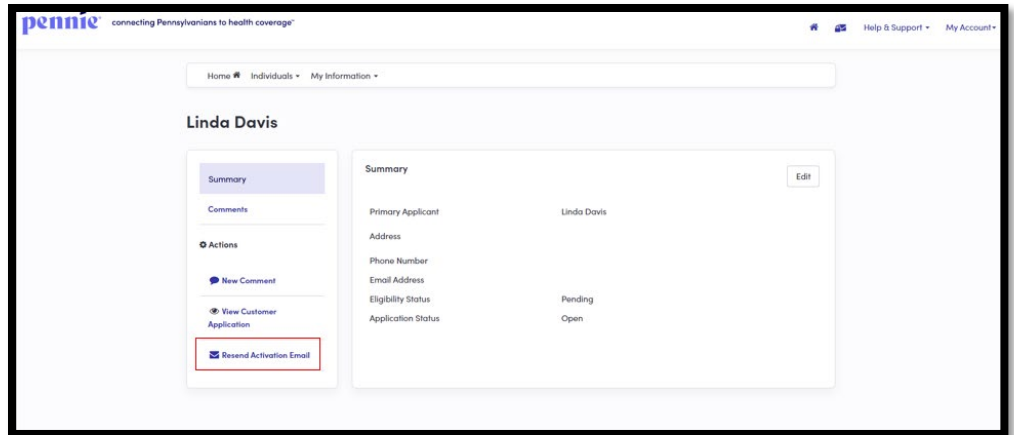 pennie connecting Pennsylvanians to health coverage™
Help & Support My Account
Home Individuals My Information
Linda Davis
Summary
Comments
Actions
New Comment
View Customer
Application
Resend Activation Email
Summary
Edit
Primary Applicant Linda Davis
Address
Phone Number
Email Address
Eligibility Status Pending
Application Status Open